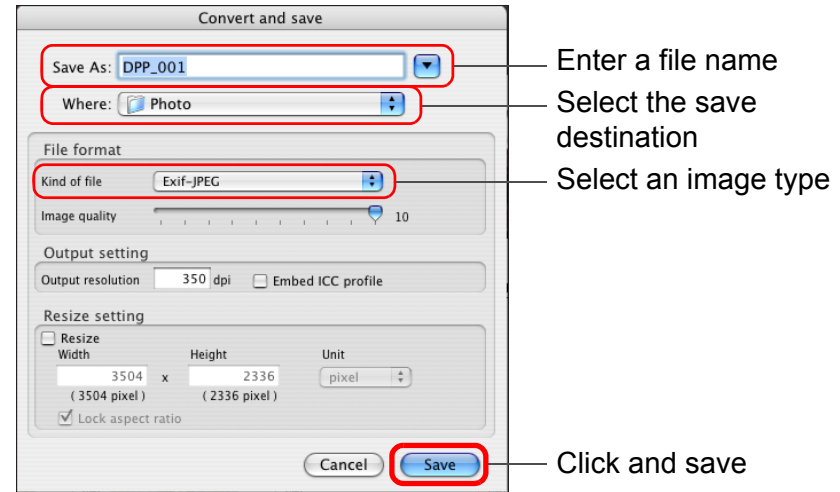 Convert and save
Save As: DPP_001
Enter a file name
Where: Photo
Select the save
destination
File format
Kind of file Exif-JPEG
Select an image type
Image quality 10
Output setting
Output resolution 350 dpi Embed ICC profile
Resize setting
Resize
Width Height Unit
3504 x 2336 pixel
( 3504 pixel ) ( 2336 pixel )
Lock aspect ratio
Cancel Save
Click and save